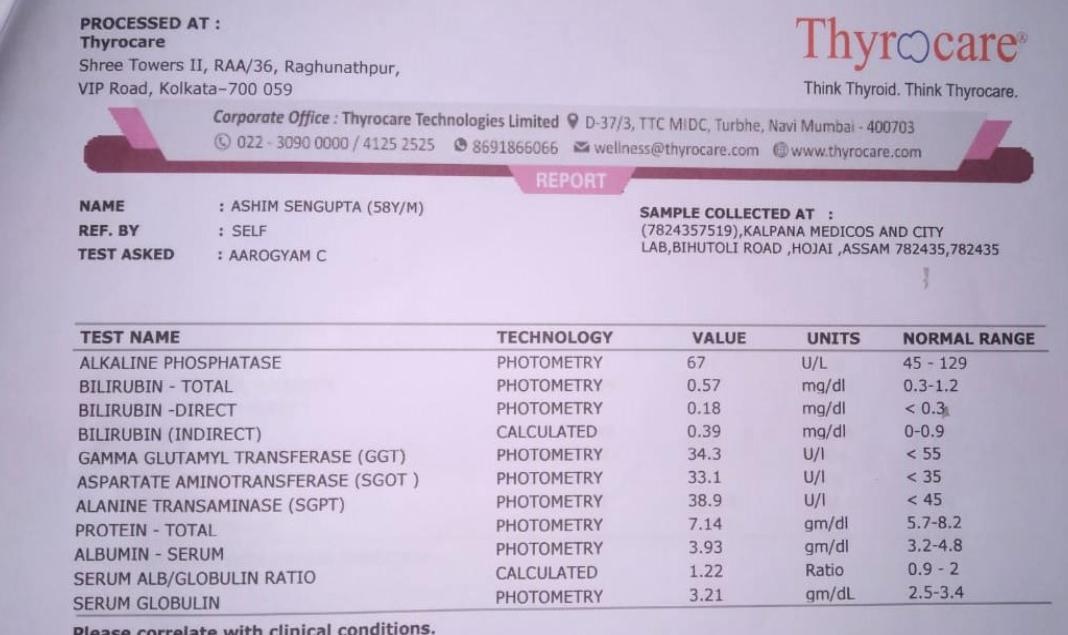 PROCESSED AT :
Thyrocare
Shree Towers II, RAA/36, Raghunathpur,
VIP Road, Kolkata-700 059
Thyrocare®
Think Thyroid. Think Thyrocare.
Corporate Office : Thyrocare Technologies Limited D-37/3, TTC MIDC, Turbhe, Navi Mumbai - 400703
022 - 3090 0000 / 4125 2525 8691866066 wellness@thyrocare.com www.thyrocare.com
REPORT
NAME : ASHIM SENGUPTA (58Y/M)
REF. BY : SELF
TEST ASKED : AAROGYAM C
SAMPLE COLLECTED AT :
(7824357519),KALPANA MEDICOS AND CITY
LAB,BIHUTOLI ROAD ,HOJAI ,ASSAM 782435,782435
TEST NAME TECHNOLOGY VALUE UNITS NORMAL RANGE
ALKALINE PHOSPHATASE PHOTOMETRY 67 U/L 45 - 129
BILIRUBIN - TOTAL PHOTOMETRY 0.57 mg/dl 0.3-1.2
BILIRUBIN -DIRECT PHOTOMETRY 0.18 mg/dl < 0.3
BILIRUBIN (INDIRECT) CALCULATED 0.39 mg/dl 0-0.9
GAMMA GLUTAMYL TRANSFERASE (GGT) PHOTOMETRY 34.3 U/l < 55
ASPARTATE AMINOTRANSFERASE (SGOT ) PHOTOMETRY 33.1 U/l < 35
ALANINE TRANSAMINASE (SGPT) PHOTOMETRY 38.9 U/l < 45
PROTEIN - TOTAL PHOTOMETRY 7.14 gm/dl 5.7-8.2
ALBUMIN - SERUM PHOTOMETRY 3.93 gm/dl 3.2-4.8
SERUM ALB/GLOBULIN RATIO CALCULATED 1.22 Ratio 0.9 - 2
SERUM GLOBULIN PHOTOMETRY 3.21 gm/dL 2.5-3.4
Please correlate with clinical conditions.